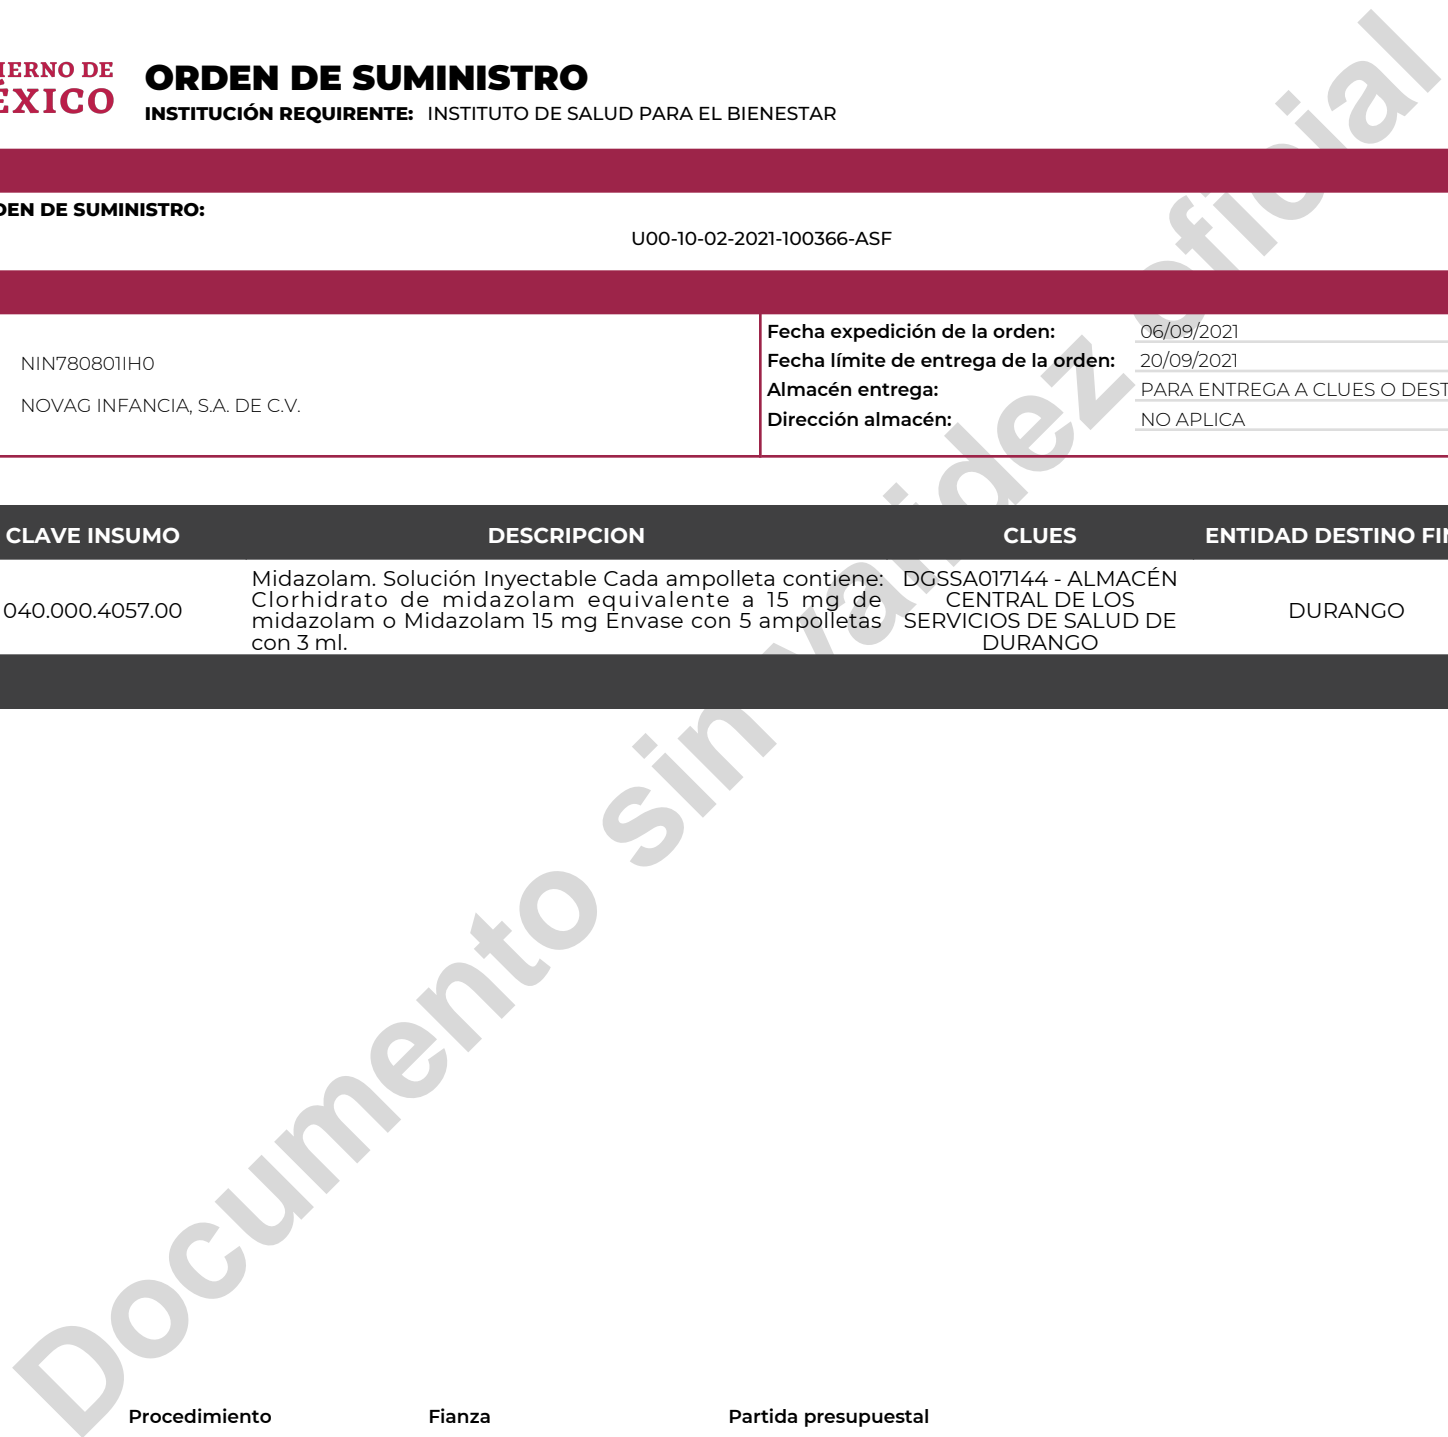 IERNO DE
ÉXICO
ORDEN DE SUMINISTRO
INSTITUCIÓN REQUIRENTE: INSTITUTO DE SALUD PARA EL BIENESTAR
DEN DE SUMINISTRO:
U00-10-02-2021-100366-ASF
NIN780801IH0
NOVAG INFANCIA, S.A. DE C.V.
Fecha expedición de la orden: 06/09/2021
Fecha límite de entrega de la orden: 20/09/2021
Almacén entrega: PARA ENTREGA A CLUES O DEST
Dirección almacén: NO APLICA
CLAVE INSUMO DESCRIPCION CLUES ENTIDAD DESTINO FIN
040.000.4057.00
Midazolam. Solución Inyectable Cada ampolleta contiene:
Clorhidrato de midazolam equivalente a 15 mg de
midazolam o Midazolam 15 mg Envase con 5 ampolletas
con 3 ml.
DGSSA017144 - ALMACÉN
CENTRAL DE LOS
SERVICIOS DE SALUD DE
DURANGO
DURANGO
Documento sin validez oficial
Procedimiento Fianza Partida presupuestal